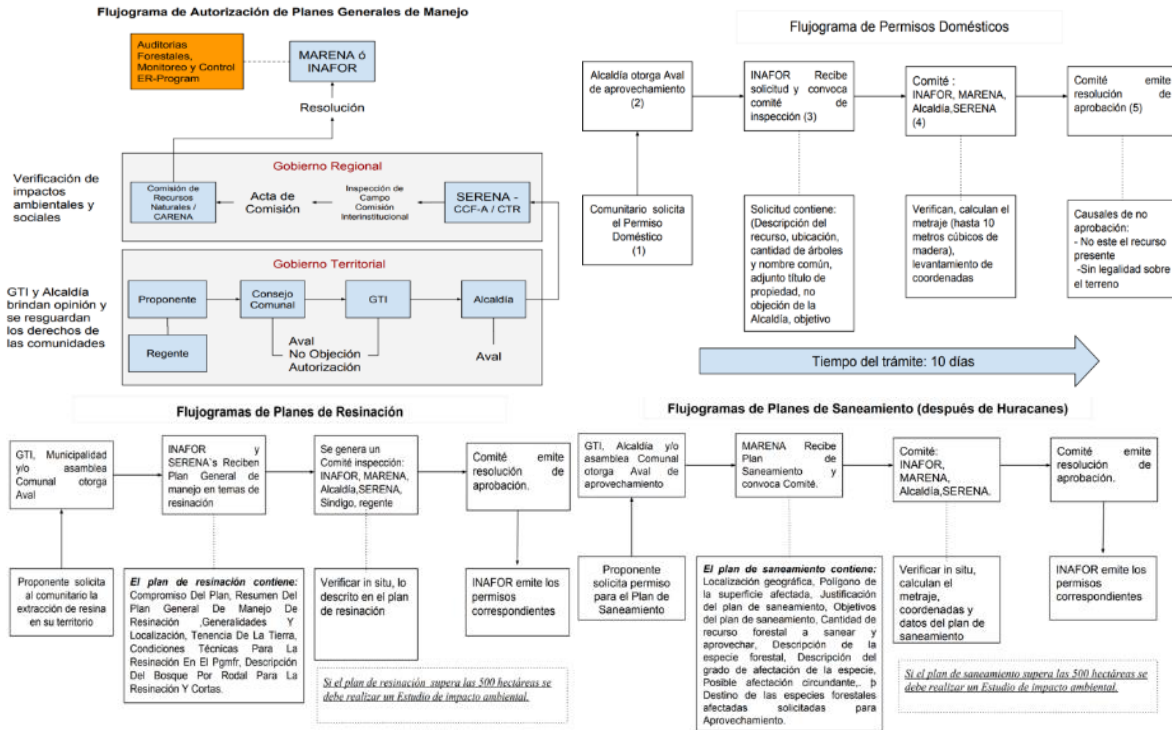 Flujograma de Autorización de Planes Generales de Manejo
Auditorias
Forestales,
Monitoreo y Control
ER-Program
MARENA ó
INAFOR
Resolución
Verificación de
impactos
ambientales y
sociales
Gobierno Regional
Comisión de
Recursos
Naturales /
CARENA
Acta de
Comisión
Inspección de
Campo
Comisión
Interinstitucional
SERENA -
CCF-A / CTR
GTI y Alcaldía
brindan opinión y
se resguardan
los derechos de
las comunidades
Gobierno Territorial
Proponente
Consejo
Comunal
GTI
Alcaldía
Regente
Aval
No Objeción
Autorización
Aval
Flujograma de Permisos Domésticos
Alcaldía otorga Aval
de aprovechamiento
(2)
INAFOR Recibe
solicitud y convoca
comité de
inspección (3)
Comité :
INAFOR, MARENA,
Alcaldía,SERENA
(4)
Comité emite
resolución de
aprobación (5)
Comunitario solicita
el Permiso
Doméstico
(1)
Solicitud contiene:
(Descripción del
recurso, ubicación,
cantidad de árboles
y nombre común,
adjunto título de
propiedad, no
objeción de la
Alcaldía, objetivo
Verifican, calculan el
metraje (hasta 10
metros cúbicos de
madera),
levantamiento de
coordenadas
Causales de no
aprobación:
- No este el recurso
presente
-Sin legalidad sobre
el terreno
Tiempo del trámite: 10 días
Flujogramas de Planes de Resinación
GTI, Municipalidad
y/o asamblea
Comunal otorga
Aval
INAFOR y
SERENA`s Reciben
Plan General de
manejo en temas de
resinación
Se genera un
Comité inspección:
INAFOR, MARENA,
Alcaldía,SERENA,
Sindigo, regente
Comité emite
resolución de
aprobación.
Proponente solicita
al comunitario la
extracción de resina
en su territorio
El plan de resinación contiene:
Compromiso Del Plan, Resumen Del
Plan General De Manejo De
Resinación ,Generalidades Y
Localización, Tenencia De La Tierra,
Condiciones Técnicas Para La
Resinación En El Pgmfr, Descripción
Del Bosque Por Rodal Para La
Resinación Y Cortas.
Verificar in situ, lo
descrito en el plan de
resinación
INAFOR emite los
permisos
correspondientes
Si el plan de resinación supera las 500 hectáreas se
debe realizar un Estudio de impacto ambiental.
Flujogramas de Planes de Saneamiento (después de Huracanes)
GTI, Alcaldía y/o
asamblea Comunal
otorga Aval de
aprovechamiento
MARENA Recibe
Plan de
Saneamiento y
convoca Comité.
Comité:
INAFOR,
MARENA,
Alcaldía,SERENA.
Comité emite
resolución de
aprobación.
Proponente
solicita permiso
para el Plan de
Saneamiento
El plan de saneamiento contiene:
Localización geográfica, Polígono de
la superficie afectada, Justificación
del plan de saneamiento, Objetivos
del plan de saneamiento, Cantidad
de recurso forestal a sanear y
aprovechar, Descripción de la
especie forestal, Descripción del
grado de afectación de la especie,
Posible afectación circundante,. þ
Destino de las especies forestales
afectadas solicitadas para
Aprovechamiento.
Verificar in situ,
calculan el
metraje,
coordenadas y
datos del plan de
saneamiento
INAFOR emite los
permisos
correspondientes
Si el plan de saneamiento supera las 500 hectáreas se
debe realizar un Estudio de impacto ambiental.